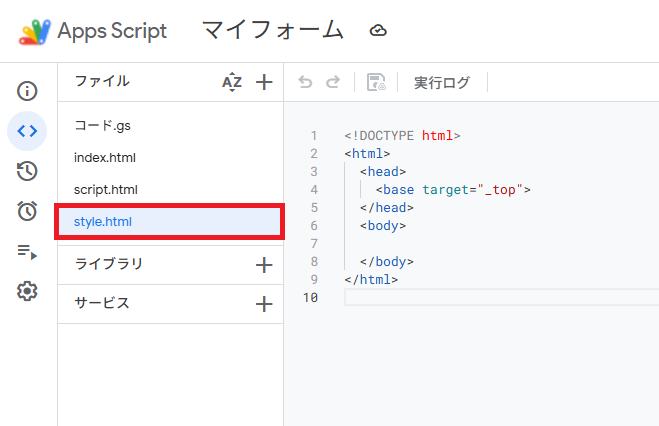 Apps Script マイフォーム
ファイル AZ
実行ログ
コード.gs
index.html
script.html
style.html
ライブラリ
サービス
1 <!DOCTYPE html>
2 <html>
3 <head>
4 <base target="_top">
5 </head>
6 <body>
7
8 </body>
9 </html>
10